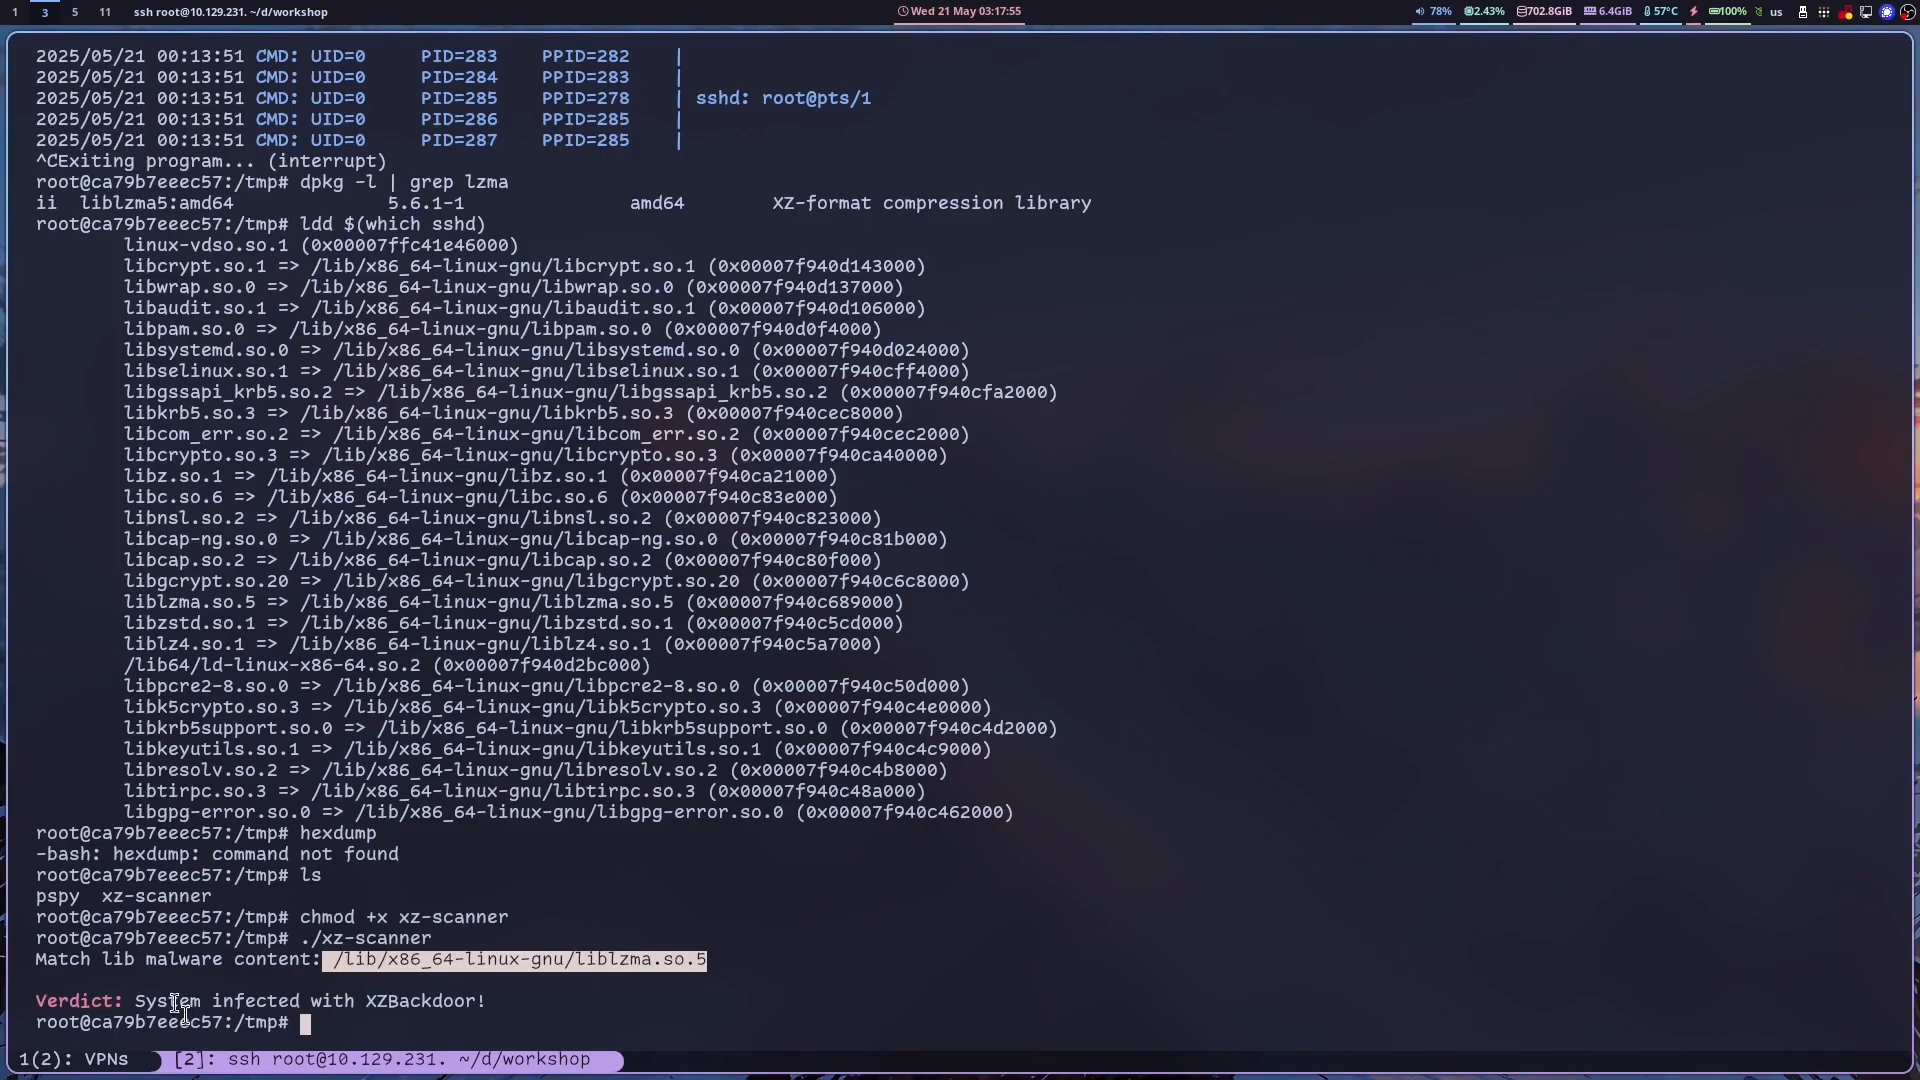 1 3 5 11 ssh root@10.129.231. ~/d/workshop Wed 21 May 03:17:55 78% 2.43% 702.8GiB 6.4GiB 57°C 100% us
2025/05/21 00:13:51 CMD: UID=0 PID=283 PPID=282 |
2025/05/21 00:13:51 CMD: UID=0 PID=284 PPID=283 |
2025/05/21 00:13:51 CMD: UID=0 PID=285 PPID=278 | sshd: root@pts/1
2025/05/21 00:13:51 CMD: UID=0 PID=286 PPID=285 |
2025/05/21 00:13:51 CMD: UID=0 PID=287 PPID=285 |
^CExiting program... (interrupt)
root@ca79b7eeec57:/tmp# dpkg -l | grep lzma
ii liblzma5:amd64 5.6.1-1 amd64 XZ-format compression library
root@ca79b7eeec57:/tmp# ldd $(which sshd)
linux-vdso.so.1 (0x00007ffc41e46000)
libcrypt.so.1 => /lib/x86_64-linux-gnu/libcrypt.so.1 (0x00007f940d143000)
libwrap.so.0 => /lib/x86_64-linux-gnu/libwrap.so.0 (0x00007f940d137000)
libaudit.so.1 => /lib/x86_64-linux-gnu/libaudit.so.1 (0x00007f940d106000)
libpam.so.0 => /lib/x86_64-linux-gnu/libpam.so.0 (0x00007f940d0f4000)
libsystemd.so.0 => /lib/x86_64-linux-gnu/libsystemd.so.0 (0x00007f940d024000)
libselinux.so.1 => /lib/x86_64-linux-gnu/libselinux.so.1 (0x00007f940cff4000)
libgssapi_krb5.so.2 => /lib/x86_64-linux-gnu/libgssapi_krb5.so.2 (0x00007f940cfa2000)
libkrb5.so.3 => /lib/x86_64-linux-gnu/libkrb5.so.3 (0x00007f940cec8000)
libcom_err.so.2 => /lib/x86_64-linux-gnu/libcom_err.so.2 (0x00007f940cec2000)
libcrypto.so.3 => /lib/x86_64-linux-gnu/libcrypto.so.3 (0x00007f940ca40000)
libz.so.1 => /lib/x86_64-linux-gnu/libz.so.1 (0x00007f940ca21000)
libc.so.6 => /lib/x86_64-linux-gnu/libc.so.6 (0x00007f940c83e000)
libnsl.so.2 => /lib/x86_64-linux-gnu/libnsl.so.2 (0x00007f940c823000)
libcap-ng.so.0 => /lib/x86_64-linux-gnu/libcap-ng.so.0 (0x00007f940c81b000)
libcap.so.2 => /lib/x86_64-linux-gnu/libcap.so.2 (0x00007f940c80f000)
libgcrypt.so.20 => /lib/x86_64-linux-gnu/libgcrypt.so.20 (0x00007f940c6c8000)
liblzma.so.5 => /lib/x86_64-linux-gnu/liblzma.so.5 (0x00007f940c689000)
libzstd.so.1 => /lib/x86_64-linux-gnu/libzstd.so.1 (0x00007f940c5cd000)
liblz4.so.1 => /lib/x86_64-linux-gnu/liblz4.so.1 (0x00007f940c5a7000)
/lib64/ld-linux-x86-64.so.2 (0x00007f940d2bc000)
libpcre2-8.so.0 => /lib/x86_64-linux-gnu/libpcre2-8.so.0 (0x00007f940c50d000)
libk5crypto.so.3 => /lib/x86_64-linux-gnu/libk5crypto.so.3 (0x00007f940c4e0000)
libkrb5support.so.0 => /lib/x86_64-linux-gnu/libkrb5support.so.0 (0x00007f940c4d2000)
libkeyutils.so.1 => /lib/x86_64-linux-gnu/libkeyutils.so.1 (0x00007f940c4c9000)
libresolv.so.2 => /lib/x86_64-linux-gnu/libresolv.so.2 (0x00007f940c4b8000)
libtirpc.so.3 => /lib/x86_64-linux-gnu/libtirpc.so.3 (0x00007f940c48a000)
libgpg-error.so.0 => /lib/x86_64-linux-gnu/libgpg-error.so.0 (0x00007f940c462000)
root@ca79b7eeec57:/tmp# hexdump
-bash: hexdump: command not found
root@ca79b7eeec57:/tmp# ls
pspy xz-scanner
root@ca79b7eeec57:/tmp# chmod +x xz-scanner
root@ca79b7eeec57:/tmp# ./xz-scanner
Match lib malware content: /lib/x86_64-linux-gnu/liblzma.so.5
Verdict: System infected with XZBackdoor!
root@ca79b7eeec57:/tmp#
1(2): VPNs [2]: ssh root@10.129.231. ~/d/workshop